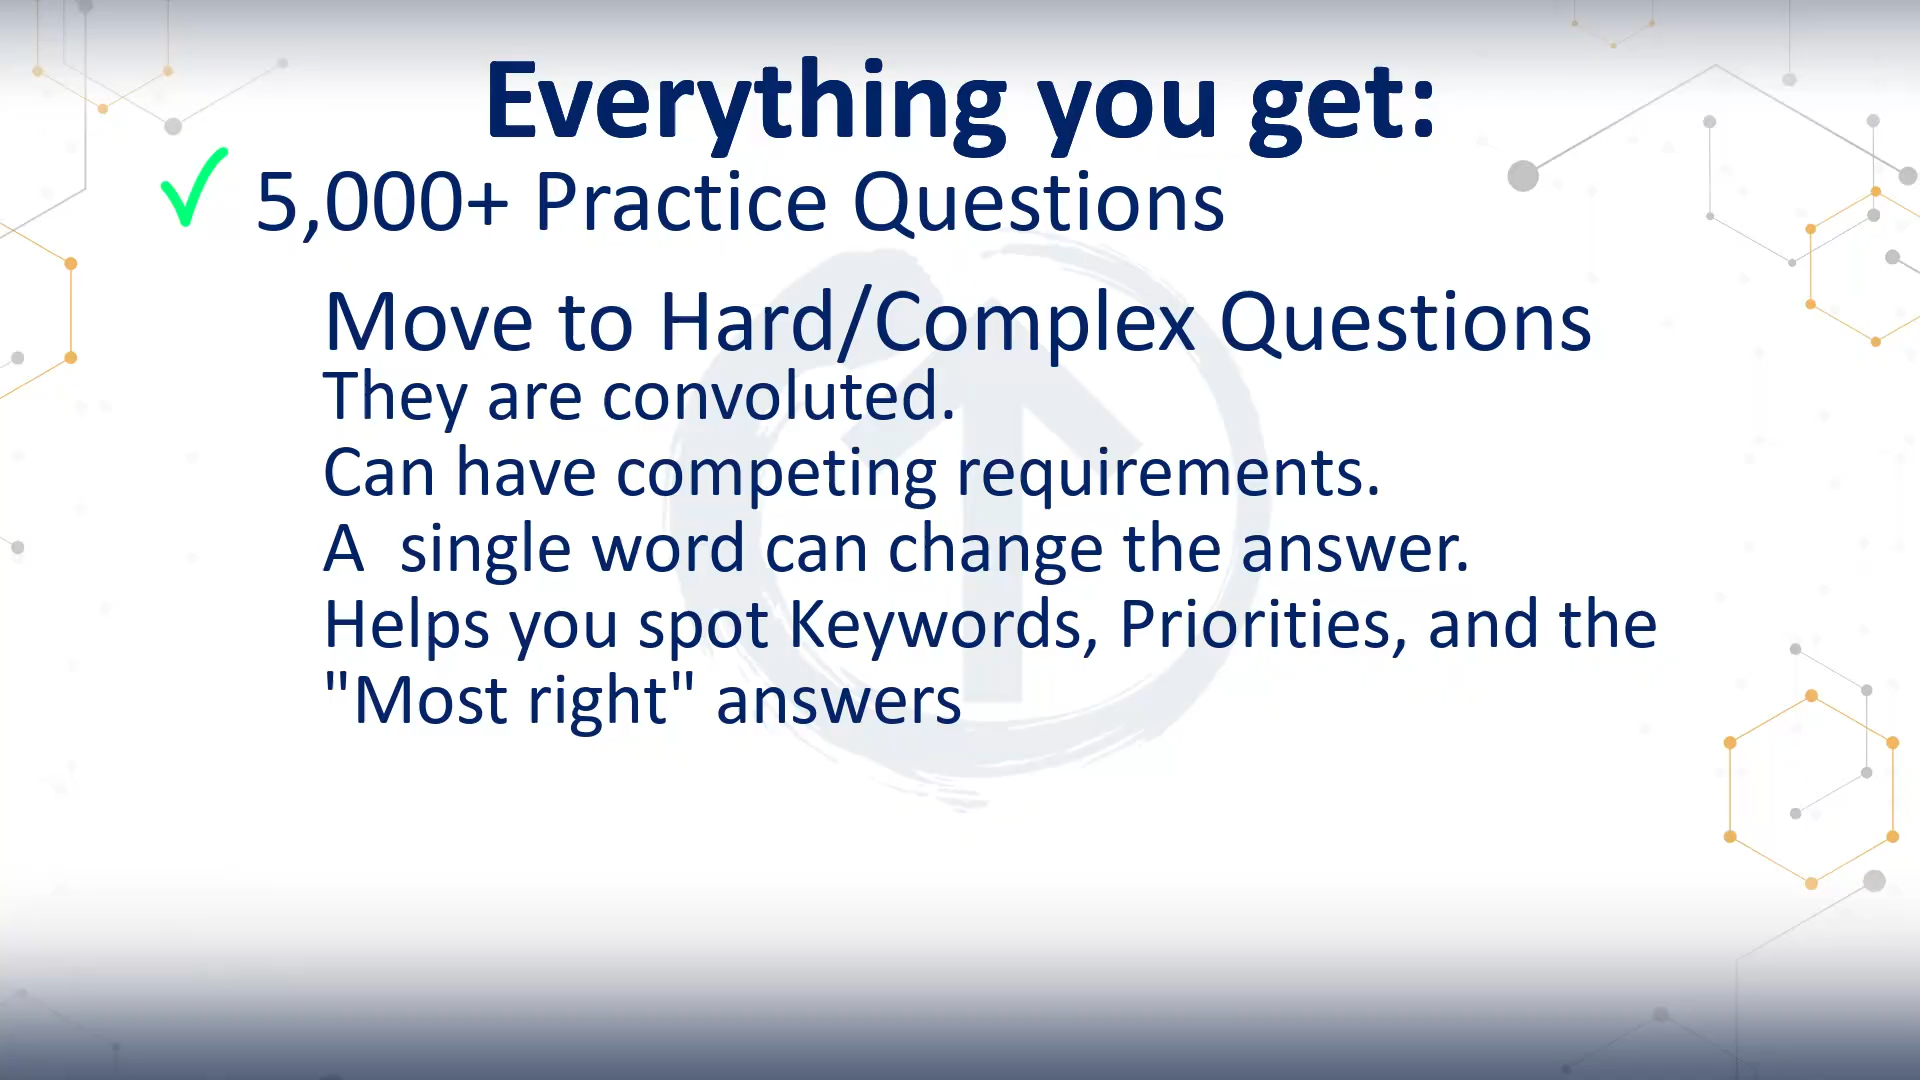 Everything you get:
5,000+ Practice Questions
Move to Hard/Complex Questions
They are convoluted.
Can have competing requirements.
A  single word can change the answer.
Helps you spot Keywords, Priorities, and the
"Most right" answers